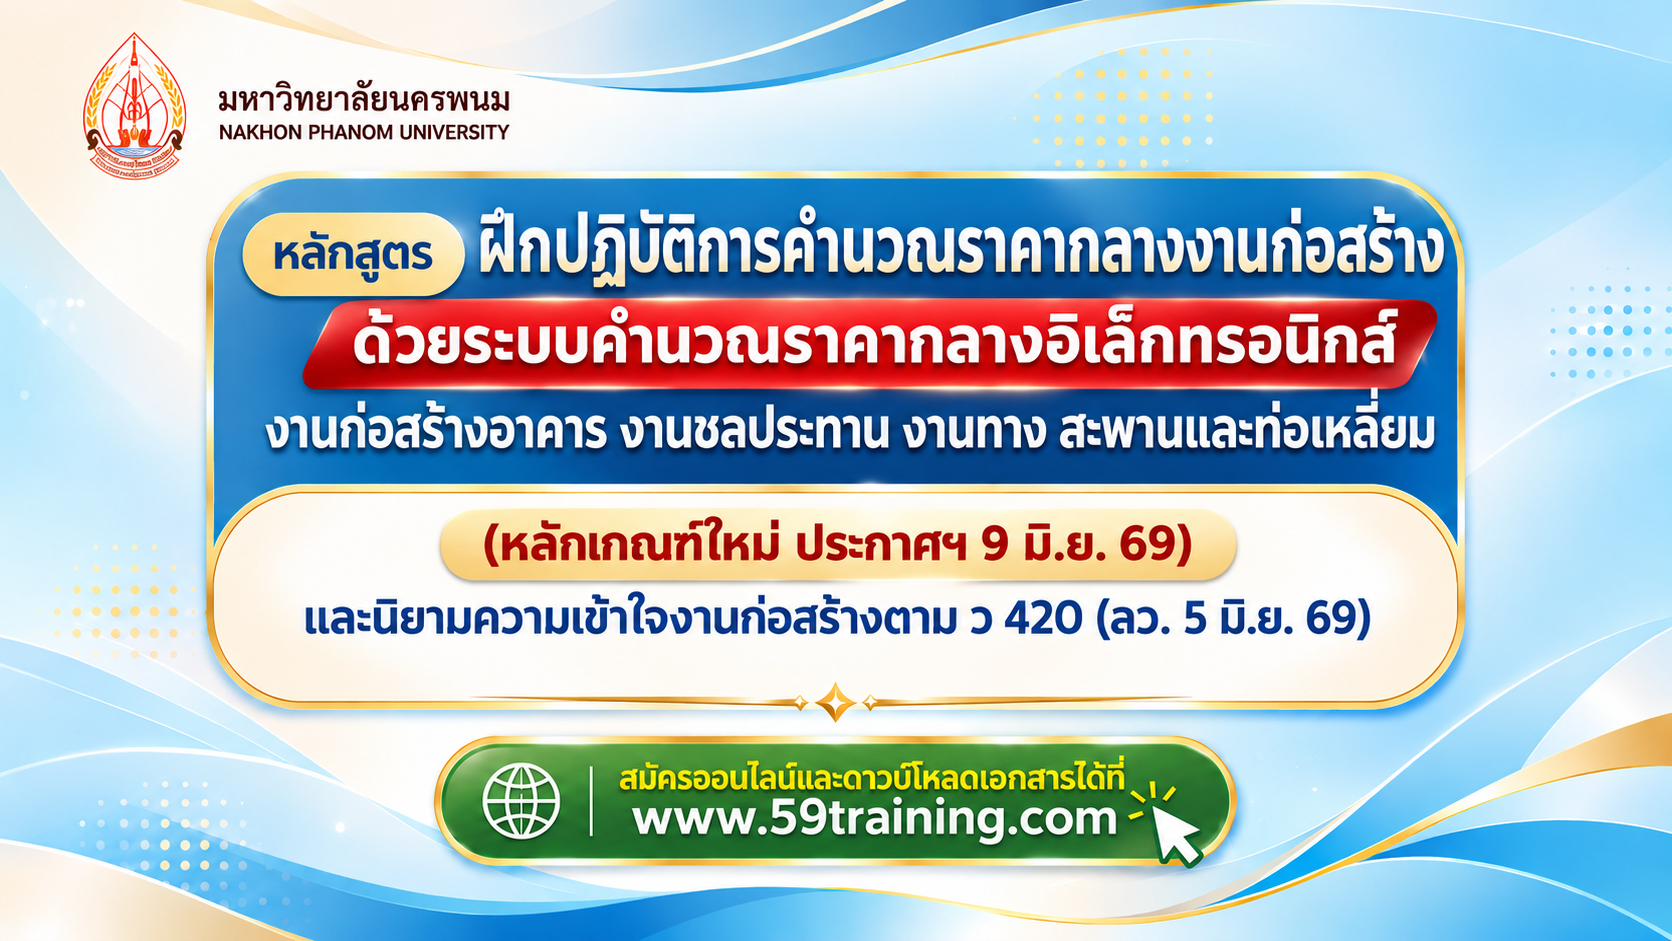 มหาวิทยาลัยนครพนม
NAKHON PHANOM UNIVERSITY
หลักสูตร ฝึกปฏิบัติการคำนวณราคากลางงานก่อสร้าง
ด้วยระบบคำนวณราคากลางอิเล็กทรอนิกส์
งานก่อสร้างอาคาร งานชลประทาน งานทาง สะพานและท่อเหลี่ยม
(หลักเกณฑ์ใหม่ ประกาศฯ 9 มิ.ย. 69)
และนิยามความเข้าใจงานก่อสร้างตาม ว 420 (ลว. 5 มิ.ย. 69)
สมัครออนไลน์และดาวน์โหลดเอกสารได้ที่
www.59training.com